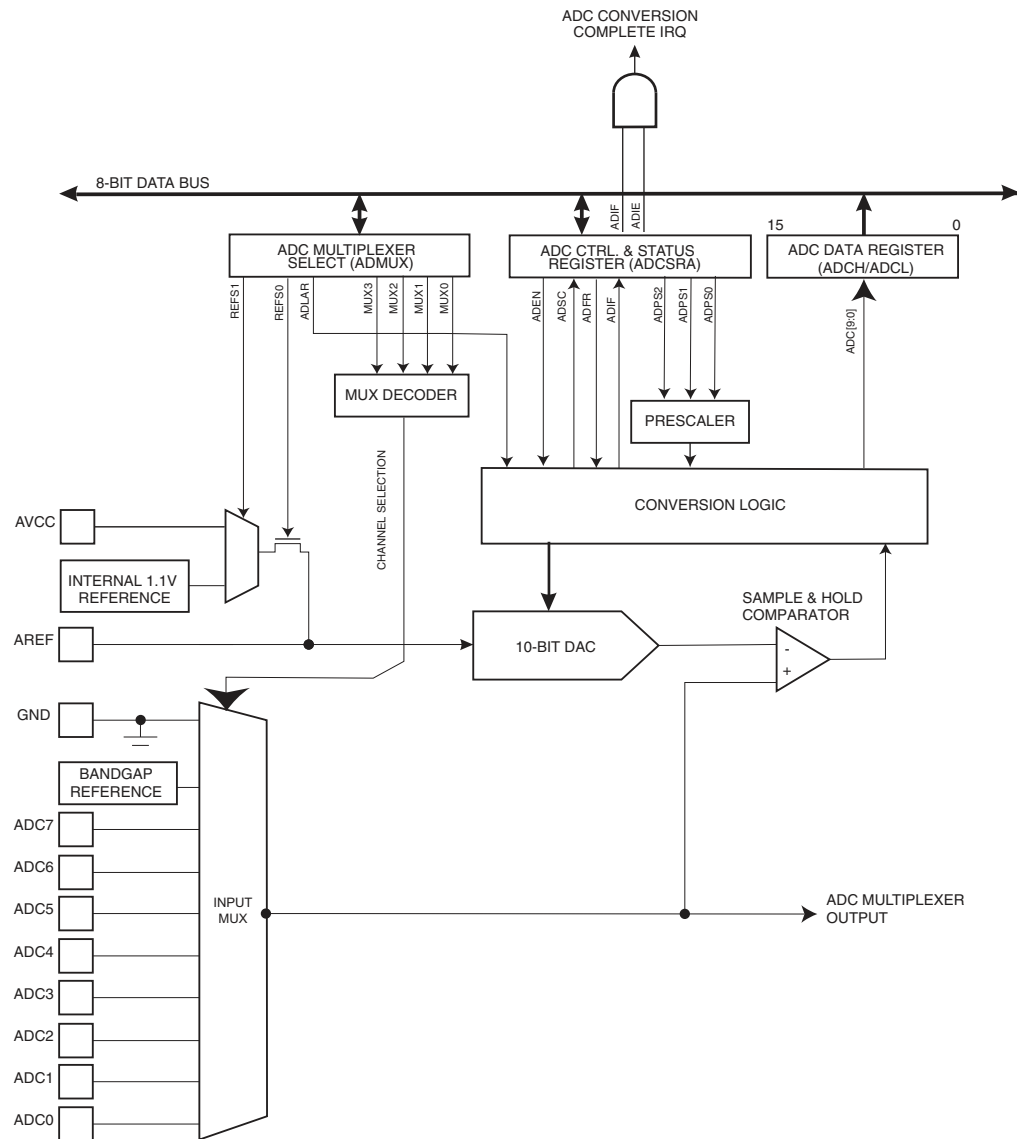 ADC CONVERSION
COMPLETE IRQ
8-BIT DATA BUS
ADIF
ADIE
15
0
ADC MULTIPLEXER
SELECT (ADMUX)
ADC CTRL. & STATUS
REGISTER (ADCSRA)
ADC DATA REGISTER
(ADCH/ADCL)
REFS1
REFS0
ADLAR
MUX3
MUX2
MUX1
MUX0
ADEN
ADSC
ADFR
ADIF
ADPS2
ADPS1
ADPS0
ADC[9:0]
MUX DECODER
PRESCALER
CHANNEL SELECTION
CONVERSION LOGIC
AVCC
INTERNAL 1.1V
REFERENCE
SAMPLE & HOLD
COMPARATOR
AREF
10-BIT DAC
-
+
GND
BANDGAP
REFERENCE
ADC7
ADC6
ADC5
INPUT
MUX
ADC MULTIPLEXER
OUTPUT
ADC4
ADC3
ADC2
ADC1
ADC0